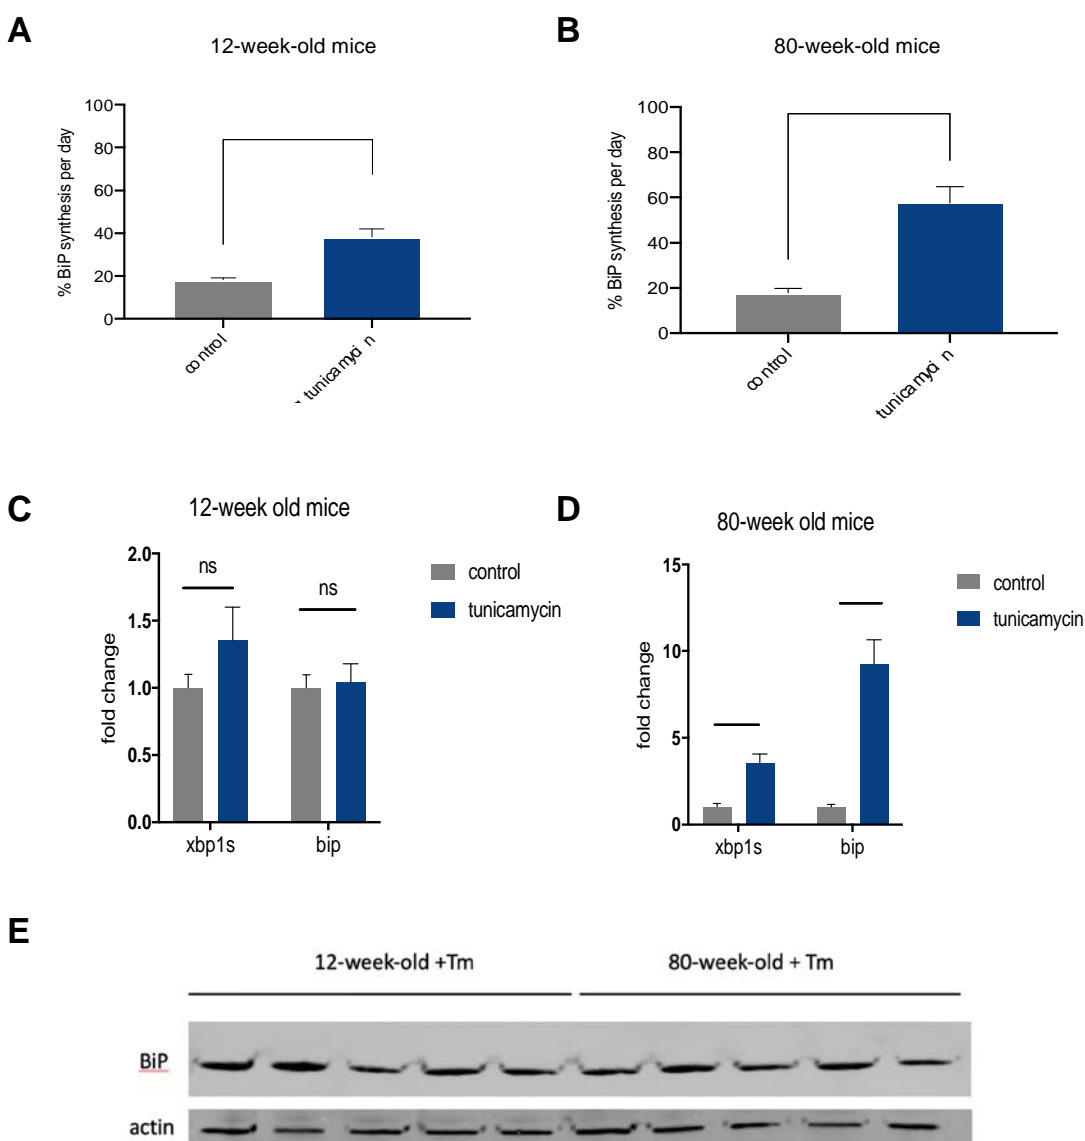 A
12-week-old mice
% BiP synthesis per day
100
80
60
40
20
0
control
tunicamycin
B
80-week-old mice
% BiP synthesis per day
100
80
60
40
20
0
control
tunicamycin
C
12-week old mice
fold change
2.0
1.5
1.0
0.5
0.0
ns
ns
xbp1s
bip
control
tunicamycin
D
80-week old mice
fold change
15
10
5
0
xbp1s
bip
control
tunicamycin
E
12-week-old +Tm
80-week-old + Tm
BiP
actin